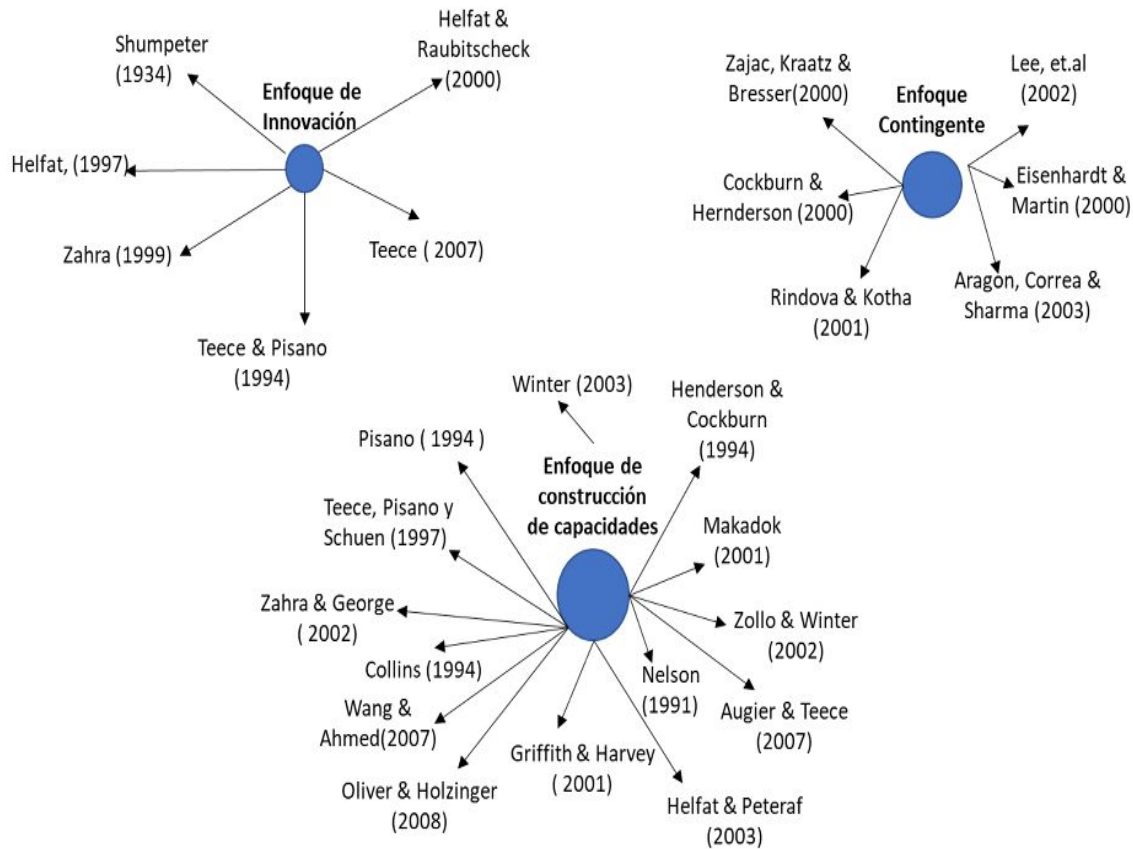 Shumpeter
(1934)
Helfat &
Raubitscheck
(2000)
Enfoque de
Innovación
Helfat, (1997)
Zahra (1999)
Teece ( 2007)
Teece & Pisano
(1994)
Zajac, Kraatz &
Bresser(2000)
Enfoque
Contingente
Lee, et.al
(2002)
Cockburn &
Hernderson (2000)
Eisenhardt &
Martin (2000)
Rindova & Kotha
(2001)
Aragón, Correa &
Sharma (2003)
Winter (2003)
Henderson &
Cockburn
(1994)
Pisano ( 1994 )
Enfoque de
construcción
de capacidades
Teece, Pisano y
Schuen (1997)
Makadok
(2001)
Zahra & George
( 2002)
Zollo & Winter
(2002)
Collins (1994)
Nelson
(1991)
Wang &
Ahmed(2007)
Augier & Teece
(2007)
Griffith & Harvey
( 2001)
Oliver & Holzinger
(2008)
Helfat & Peteraf
(2003)